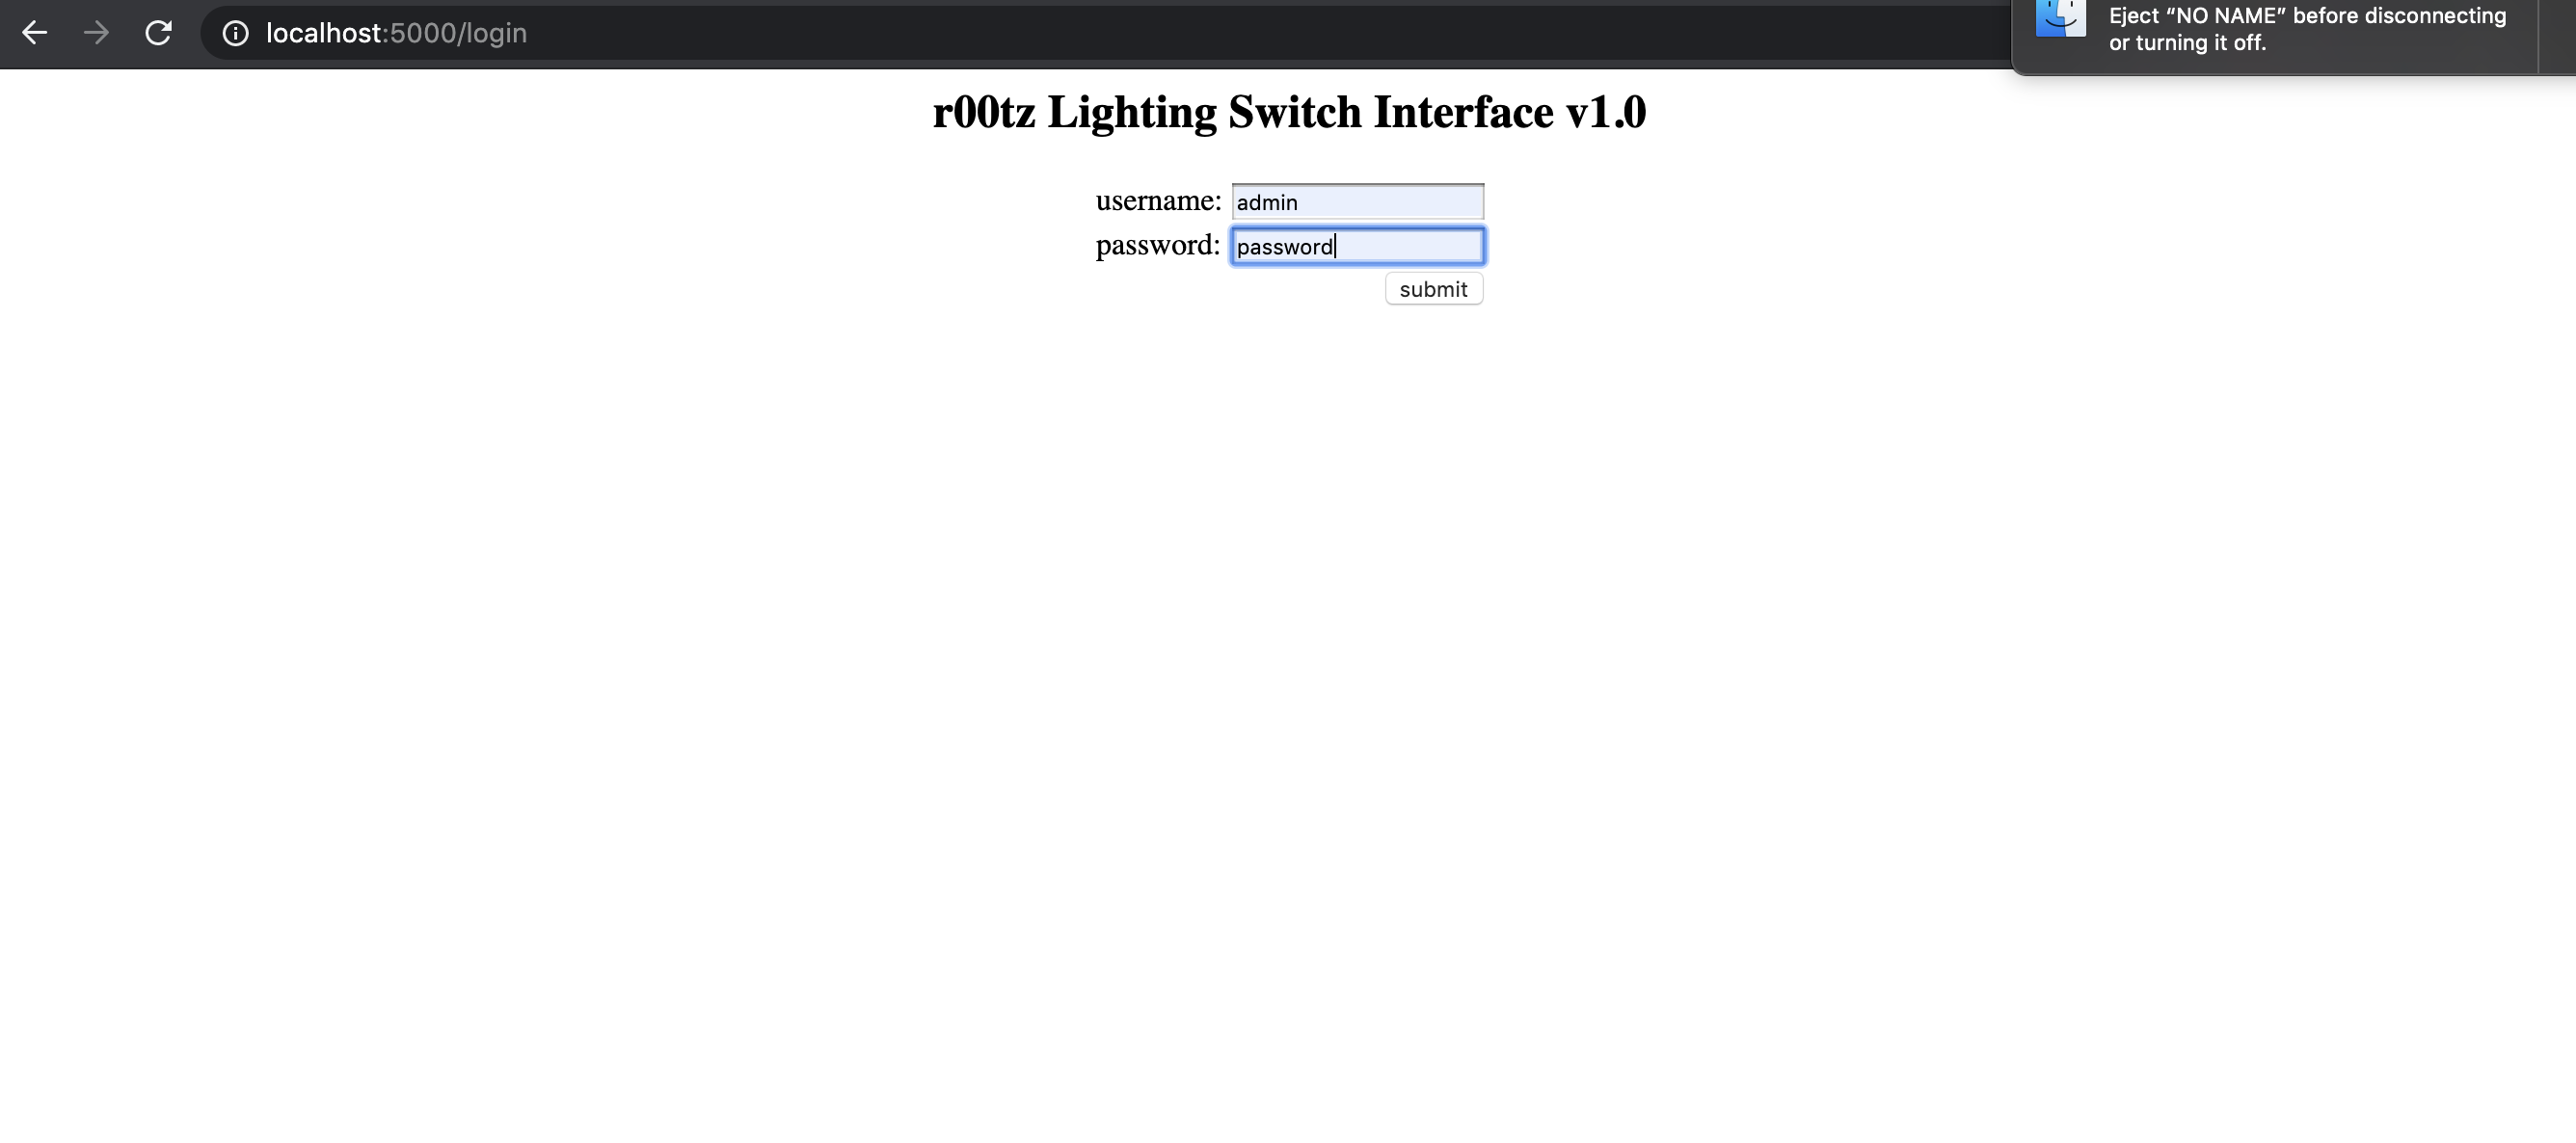 localhost:5000/login
Eject “NO NAME” before disconnecting
or turning it off.
r00tz Lighting Switch Interface v1.0
username: admin
password: password
submit